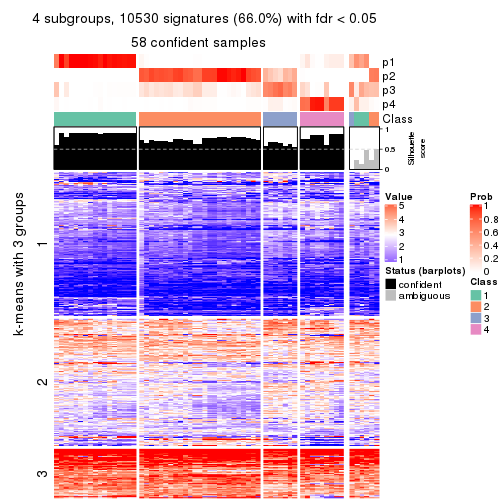 4 subgroups, 10530 signatures (66.0%) with fdr < 0.05
58 confident samples
p1
p2
p3
p4
Class
1
0.5
0
Silhouette
score
k-means with 3 groups
1
2
3
Value
5
4
3
2
1
Status (barplots)
confident
ambiguous
Prob
1
0.8
0.6
0.4
0.2
0
Class
1
2
3
4